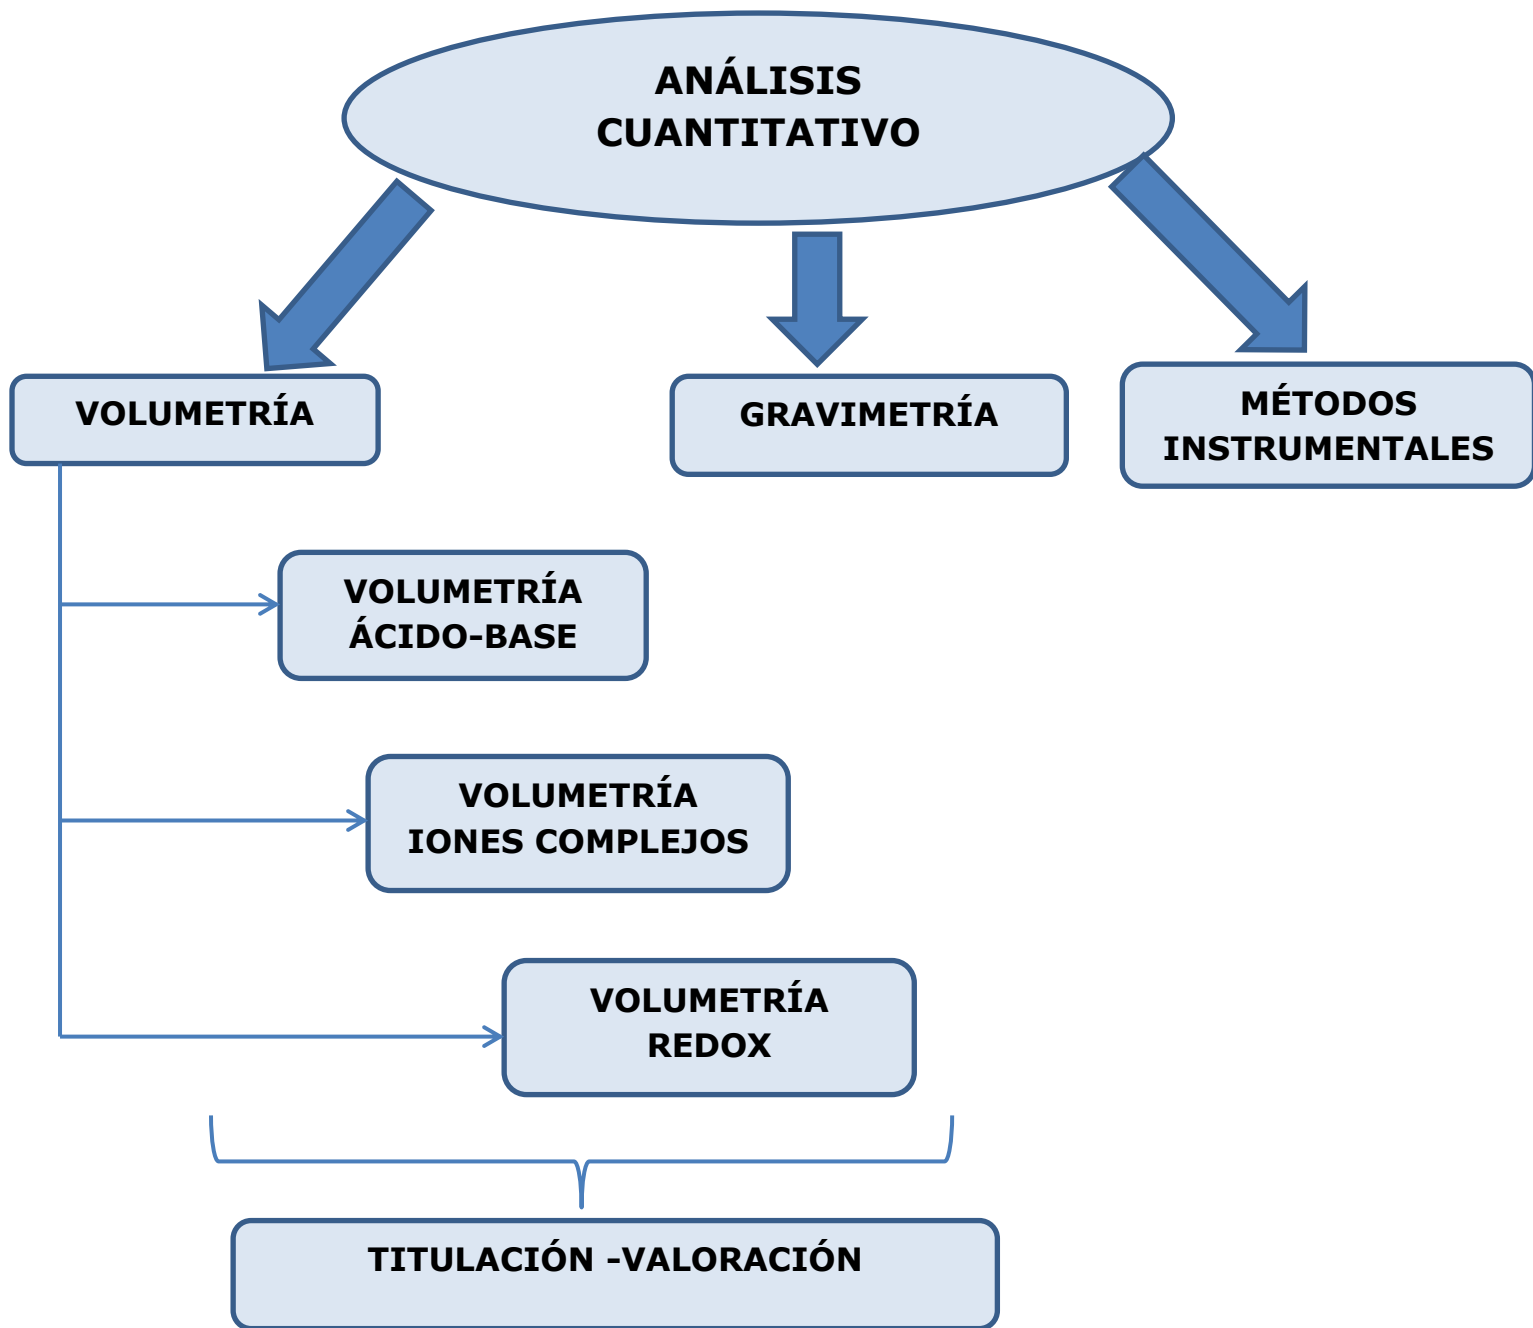 ANÁLISIS
CUANTITATIVO
VOLUMETRÍA
GRAVIMETRÍA
MÉTODOS
INSTRUMENTALES
VOLUMETRÍA
ÁCIDO-BASE
VOLUMETRÍA
IONES COMPLEJOS
VOLUMETRÍA
REDOX
TITULACIÓN -VALORACIÓN